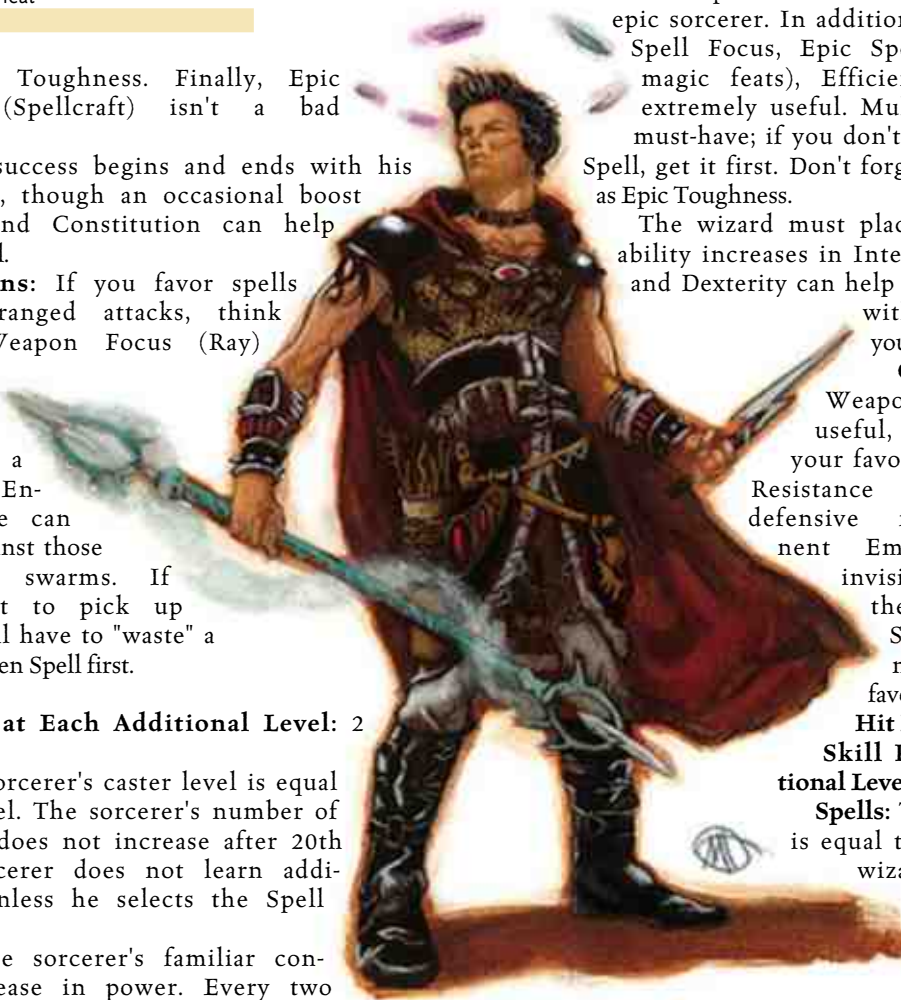 Toughness. Finally, Epic
(Spellcraft) isn't a bad
success begins and ends with his
, though an occasional boost
nd Constitution can help
l.
ns: If you favor spells
ranged attacks, think
Weapon Focus (Ray)
a
En-
e can
nst those
swarms. If
t to pick up
ll have to "waste" a
en Spell first.
at Each Additional Level: 2
orcerer's caster level is equal
el. The sorcerer's number of
does not increase after 20th
cerer does not learn addi-
nless he selects the Spell
e sorcerer's familiar con-
ease in power. Every two
epic sorcerer. In addition
Spell Focus, Epic Spe
magic feats), Efficie
extremely useful. Mu
must-have; if you don't
Spell, get it first. Don't forg
as Epic Toughness.
The wizard must plac
ability increases in Inte
and Dexterity can help
wit
you
Weapo
useful,
your favo
Resistance
defensive
nent Em
invisi
the
S
favo
Hit
Skill
tional Leve
Spells:
is equal t
wiza